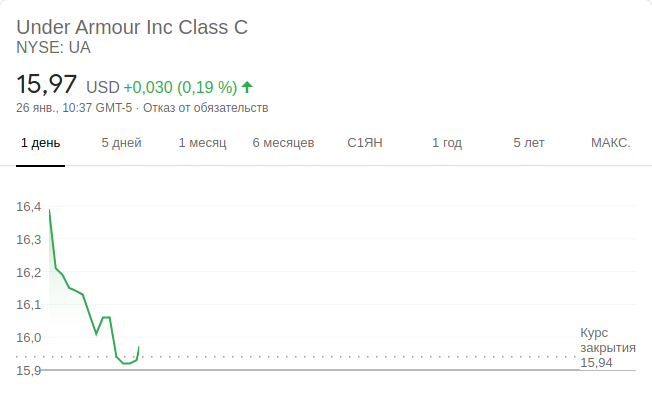 Under Armour Inc Class C
NYSE: UA
15,97 USD +0,030 (0,19 %)
26 янв., 10:37 GMT-5 · Отказ от обязательств
1 день 5 дней 1 месяц 6 месяцев С1ЯН 1 год 5 лет МАКС.
16,4
16,3
16,2
16,1
16,0
15,9
Курс
закрытия
15,94